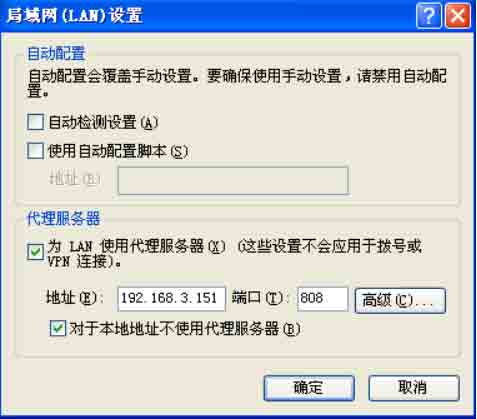 局域网(LAN)设置
自动配置
自动配置会覆盖手动设置。要确保使用手动设置，请禁用自动配
置。
自动检测设置(A)
使用自动配置脚本(S)
地址(R)
代理服务器
为 LAN 使用代理服务器(X) (这些设置不会应用于拨号或
VPN 连接)。
地址(E): 192.168.3.151 端口(T): 808 高级(C)...
对于本地地址不使用代理服务器(B)
确定 取消